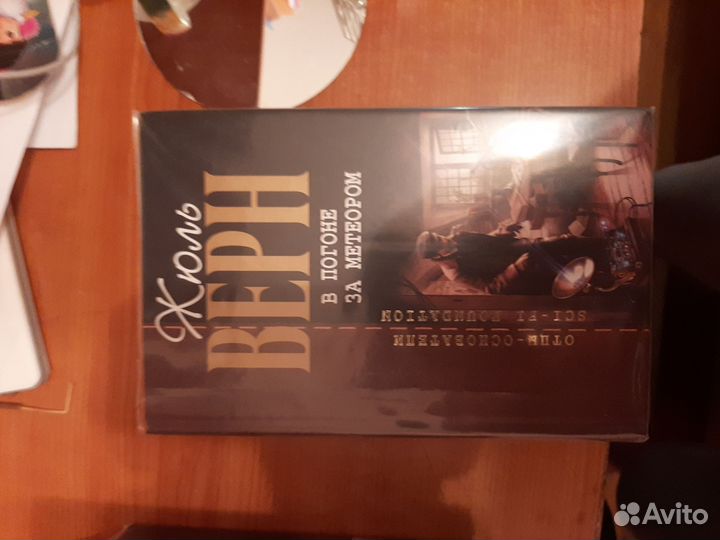 Жюль
ВЕРН
В ПОГОНЕ
ЗА МЕТЕОРОМ
ОТЦЫ-ОСНОВАТЕЛИ
SCI-FI FOUNDATION
Avito